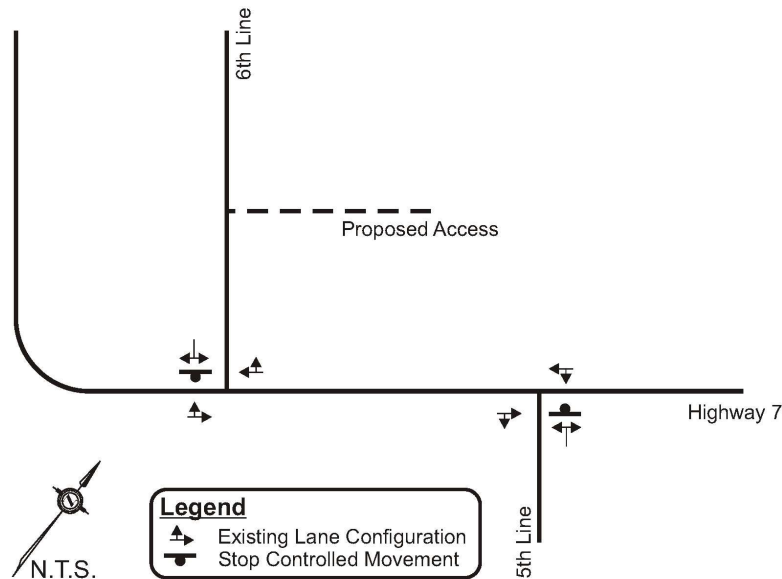 6th Line
Proposed Access
Highway 7
5th Line
N.T.S.
Legend
Existing Lane Configuration
Stop Controlled Movement